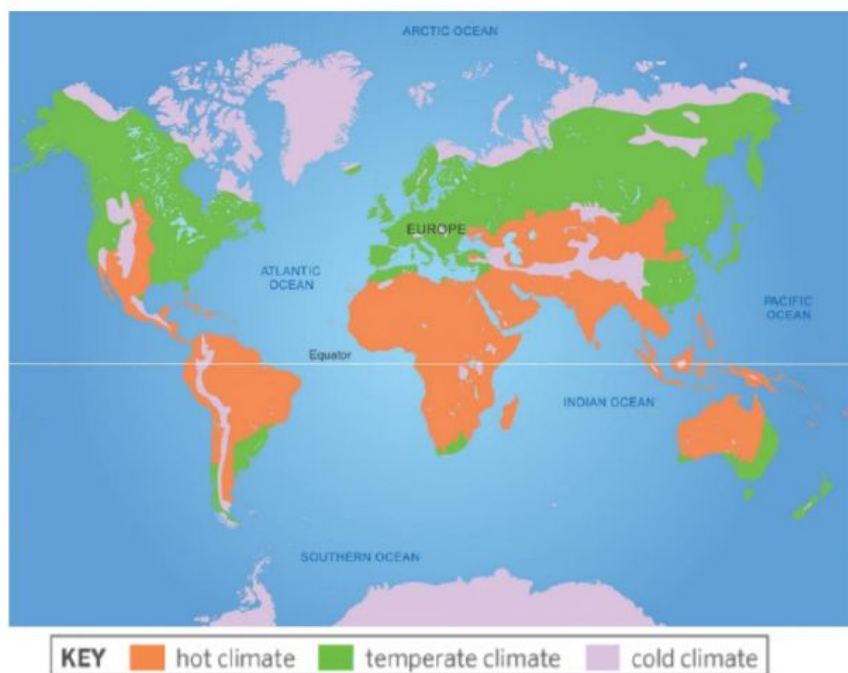 ARCTIC OCEAN
EUROPE
ATLANTIC
OCEAN
PACIFIC
OCEAN
Equator
INDIAN OCEAN
SOUTHERN OCEAN
KEY hot climate temperate climate cold climate